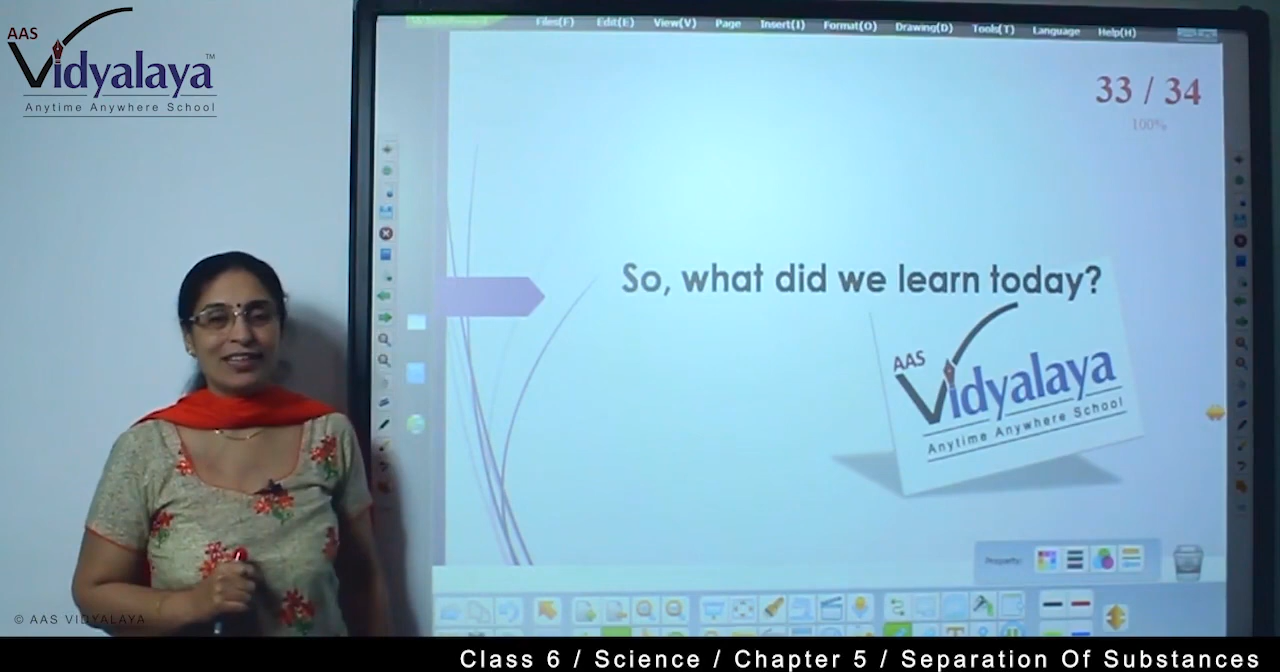 AAS
Vidyalaya™
Anytime Anywhere School
Files(F) Edit(E) View(V) Page Insert(I) Format(O) Drawing(D) Tools(T) Language Help(H)
33 / 34
100%
So, what did we learn today?
AAS
Vidyalaya
Anytime Anywhere School
Property:
© AAS VIDYALAYA
Class 6 / Science / Chapter 5 / Separation Of Substances